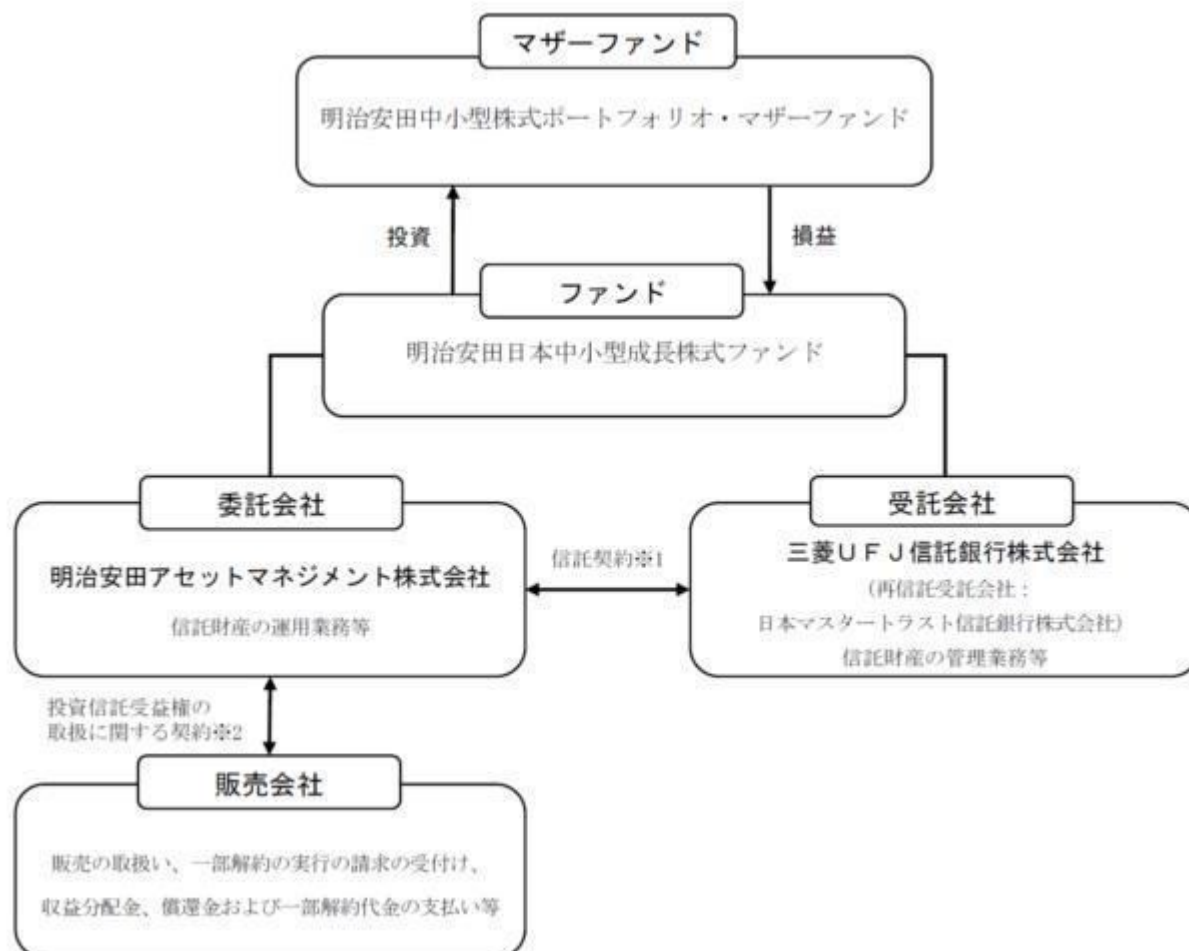 マザーファンド
明治安田中小型株式ポートフォリオ・マザーファンド
投資
損益
ファンド
明治安田日本中小型成長株式ファンド
委託会社
明治安田アセットマネジメント株式会社
信託財産の運用業務等
信託契約※1
受託会社
三菱ＵＦＪ信託銀行株式会社
(再信託受託会社：
日本マスタートラスト信託銀行株式会社)
信託財産の管理業務等
投資信託受益権の
取扱に関する契約※2
販売会社
販売の取扱い、一部解約の実行の請求の受付け、
収益分配金、償還金および一部解約代金の支払い等